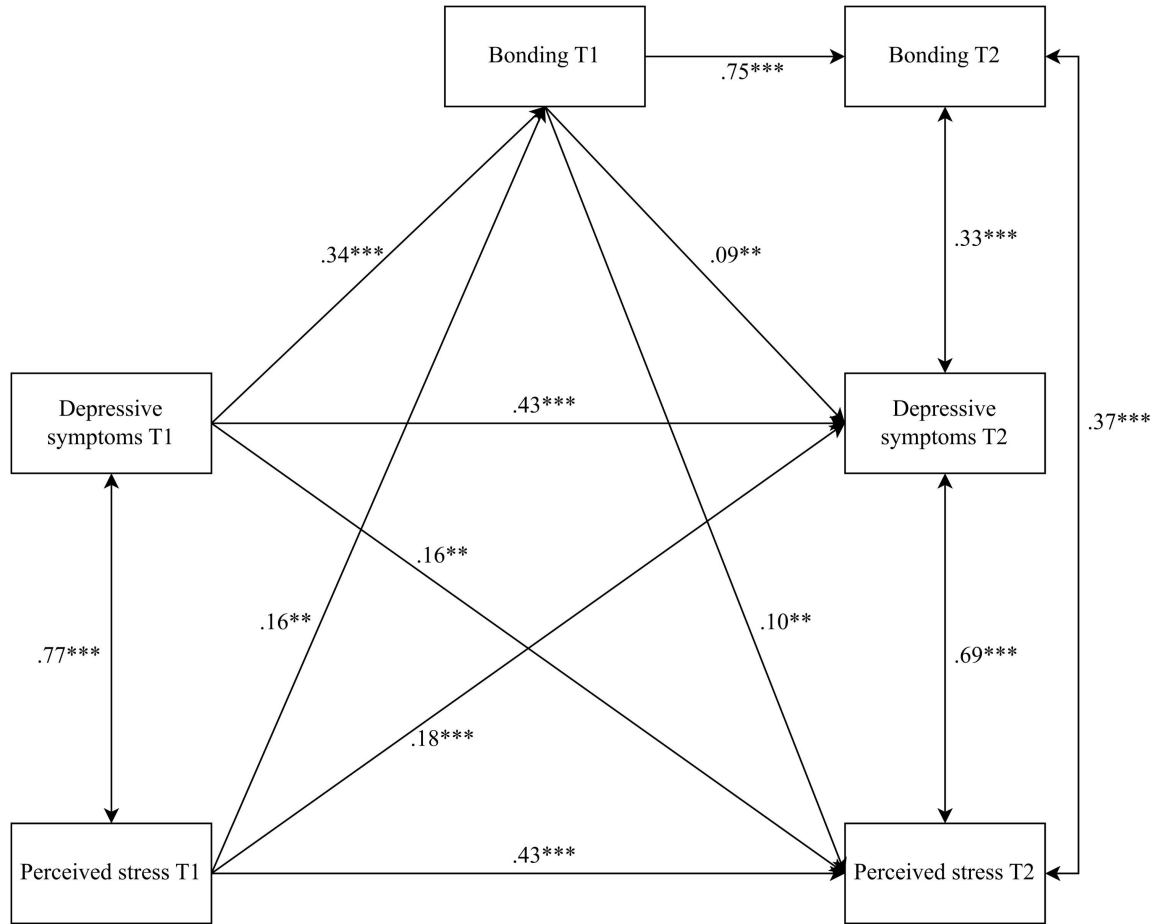 Bonding T1
Bonding T2
.75***
.34***
.09**
.33***
Depressive
symptoms T1
.43***
Depressive
symptoms T2
.37***
.16**
.16**
.10**
.77***
.69***
.18***
Perceived stress T1
.43***
Perceived stress T2